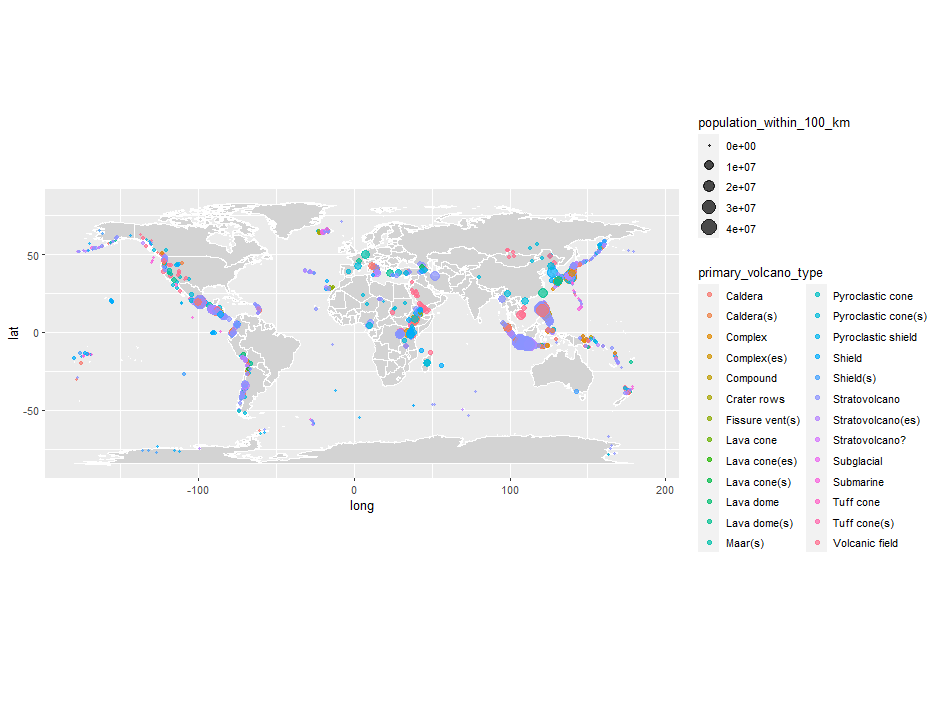 population_within_100_km
0e+00
1e+07
2e+07
3e+07
4e+07
primary_volcano_type
Caldera
Caldera(s)
Complex
Complex(es)
Compound
Crater rows
Fissure vent(s)
Lava cone
Lava cone(es)
Lava cone(s)
Lava dome
Lava dome(s)
Maar(s)
Pyroclastic cone
Pyroclastic cone(s)
Pyroclastic shield
Shield
Shield(s)
Stratovolcano
Stratovolcano(es)
Stratovolcano?
Subglacial
Submarine
Tuff cone
Tuff cone(s)
Volcanic field
lat
50
0
-50
-100
0
100
200
long